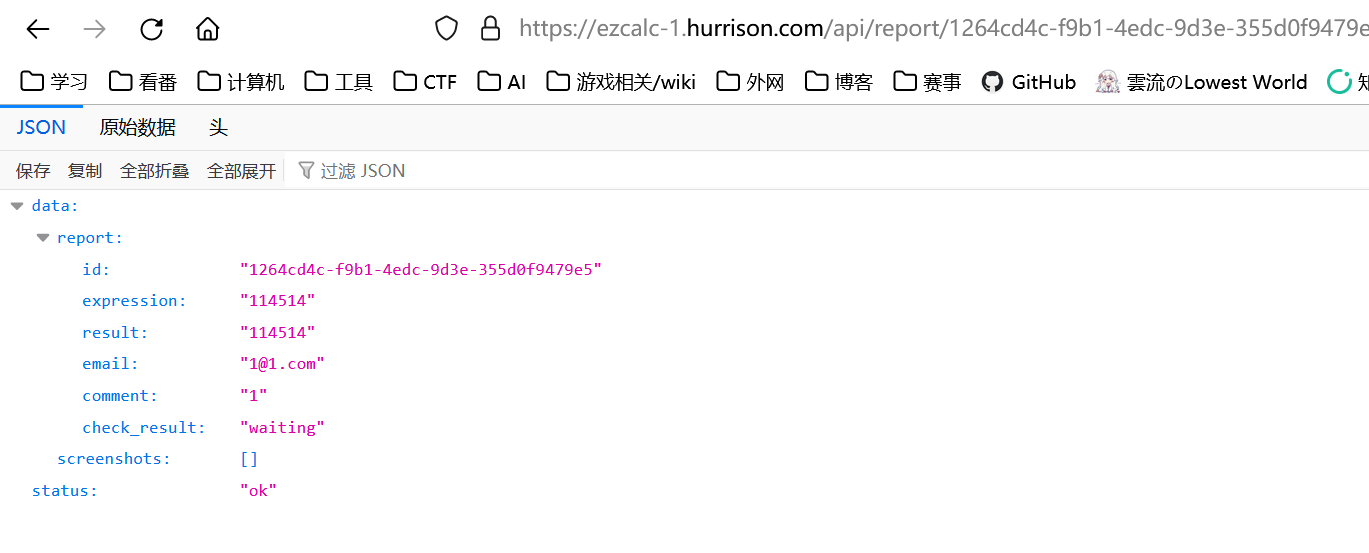 https://ezcalc-1.hurrison.com/api/report/1264cd4c-f9b1-4edc-9d3e-355d0f9479e
学习 看番 计算机 工具 CTF AI 游戏相关/wiki 外网 博客 赛事 GitHub 雲流のLowest World 知
JSON 原始数据 头
保存 复制 全部折叠 全部展开 过滤 JSON
data:
report:
id: "1264cd4c-f9b1-4edc-9d3e-355d0f9479e5"
expression: "114514"
result: "114514"
email: "1@1.com"
comment: "1"
check_result: "waiting"
screenshots: []
status: "ok"